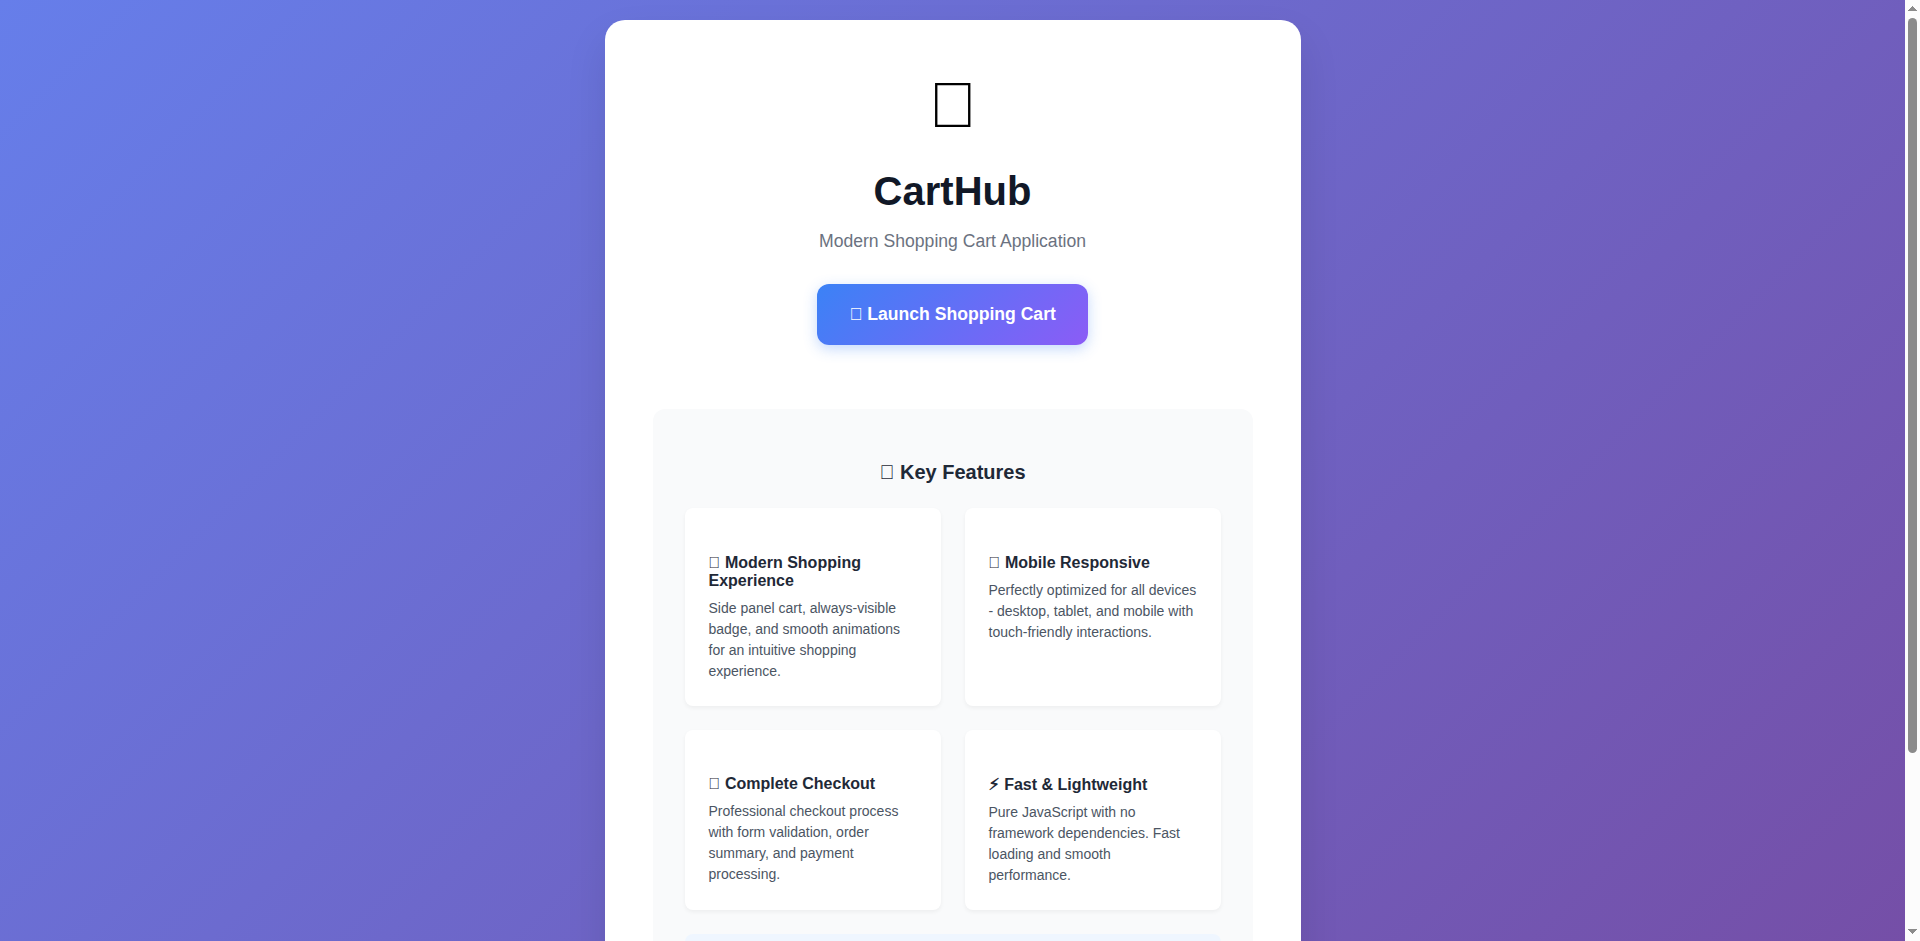 CartHub
Modern Shopping Cart Application
Launch Shopping Cart
Key Features
Modern Shopping
Experience
Side panel cart, always-visible
badge, and smooth animations
for an intuitive shopping
experience.
Mobile Responsive
Perfectly optimized for all devices
- desktop, tablet, and mobile with
touch-friendly interactions.
Complete Checkout
Professional checkout process
with form validation, order
summary, and payment
processing.
⚡ Fast & Lightweight
Pure JavaScript with no
framework dependencies. Fast
loading and smooth
performance.